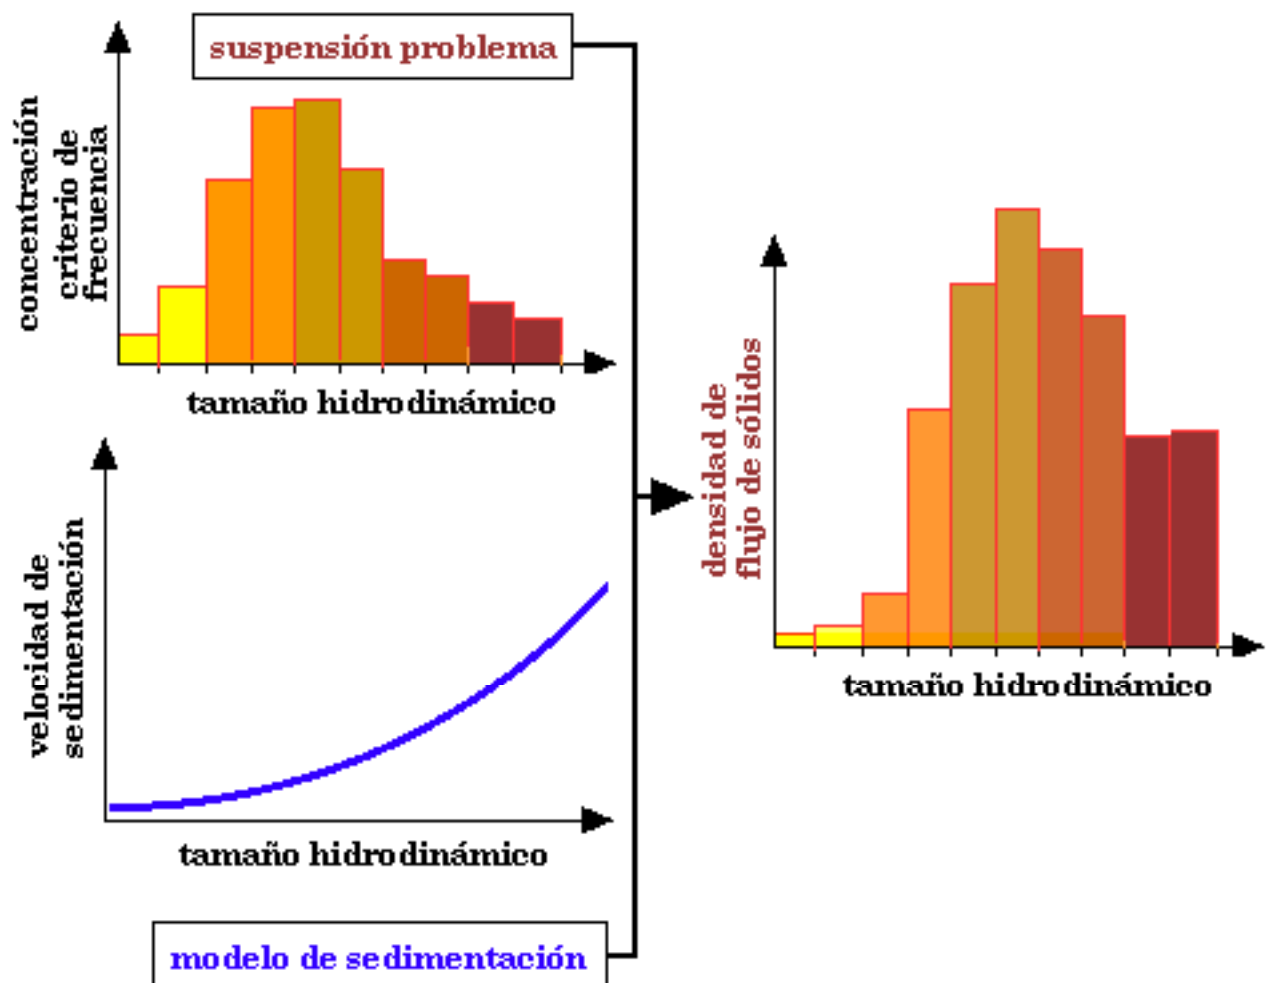 suspensión problema
concentración
criterio de
frecuencia
tamaño hidrodinámico
velocidad de
sedimentación
tamaño hidrodinámico
modelo de sedimentación
densidad de
flujo de sólidos
tamaño hidrodinámico